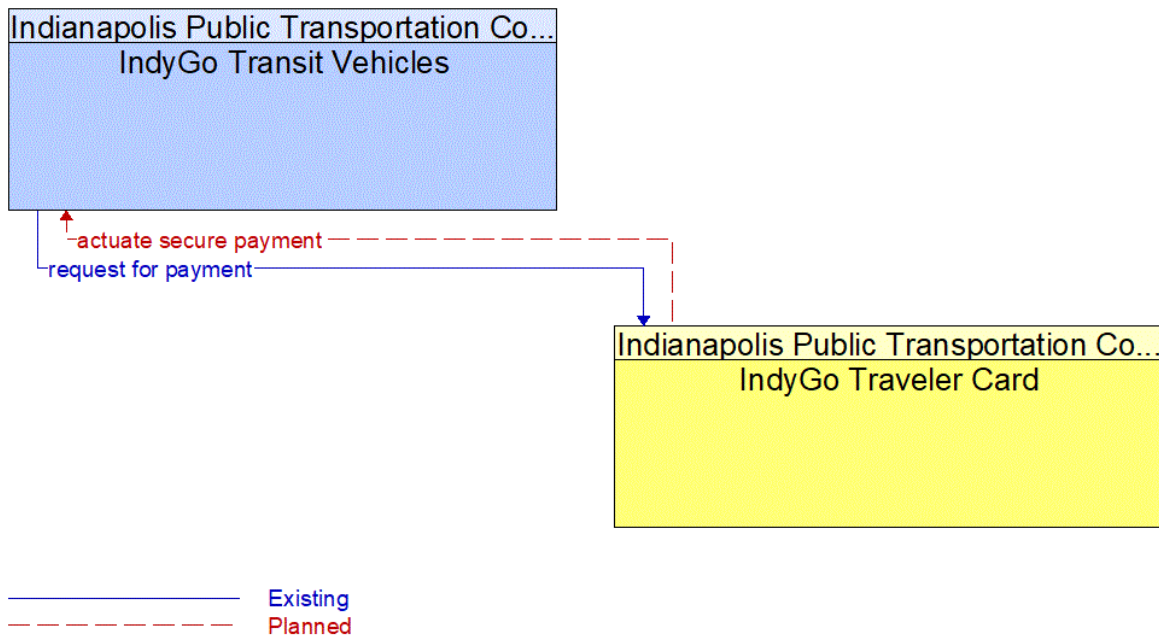 Indianapolis Public Transportation Co...
IndyGo Transit Vehicles
actuate secure payment
request for payment
Indianapolis Public Transportation Co...
IndyGo Traveler Card
Existing
Planned